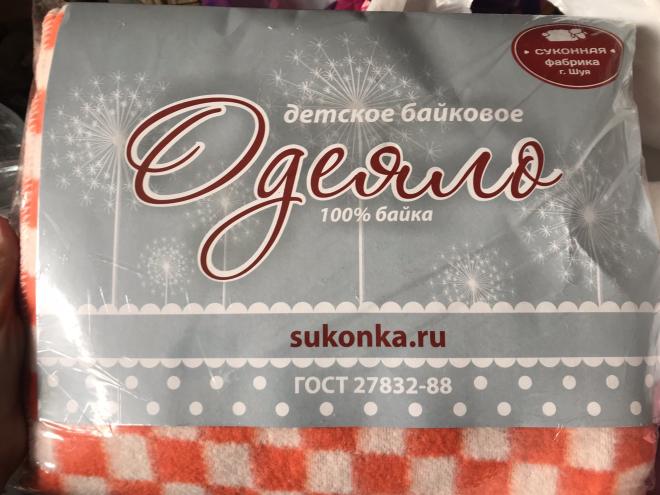 СУКОННАЯ
фабрика
г. Шуя
детское байковое
Одеяло
100% байка
sukonka.ru
ГОСТ 27832-88